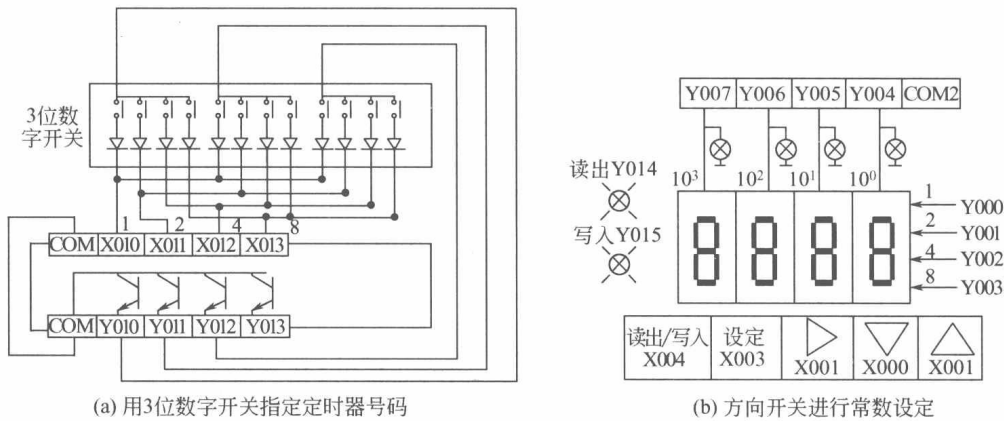 3位数
字开关
1 2 4 8
COM X010 X011 X012 X013
COM Y010 Y011 Y012 Y013
(a) 用3位数字开关指定定时器号码
Y007 Y006 Y005 Y004 COM2
读出Y014
写入Y015
10³ 10² 10¹ 10⁰
1 Y000
2 Y001
4 Y002
8 Y003
读出/写入 X004
设定 X003
X001 X000 X001
(b) 方向开关进行常数设定